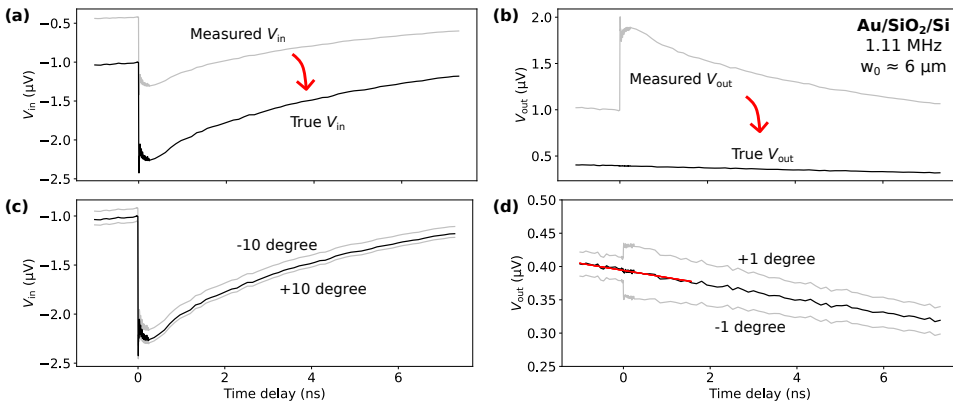 (a)
V_in (μV)
−0.5
−1.0
−1.5
−2.0
−2.5
Measured V_in
True V_in
(b)
V_out (μV)
2.0
1.5
1.0
0.5
Au/SiO₂/Si
1.11 MHz
w₀ ≈ 6 μm
Measured V_out
True V_out
(c)
V_in (μV)
−1.0
−1.5
−2.0
−2.5
-10 degree
+10 degree
0 2 4 6
Time delay (ns)
(d)
V_out (μV)
0.50
0.45
0.40
0.35
0.30
0.25
+1 degree
-1 degree
0 2 4 6
Time delay (ns)